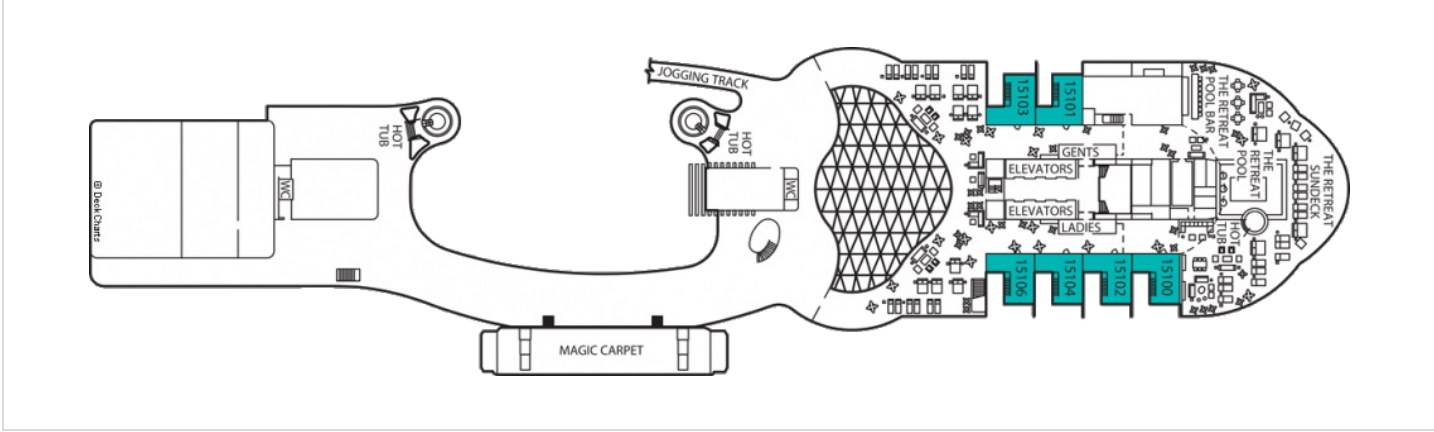 © DeckCharts
WC
HOT
TUB
JOGGING TRACK
HOT
TUB
WC
MAGIC CARPET
15103
15101
GENTS
ELEVATORS
ELEVATORS
LADIES
15106
15104
15102
15100
THE RETREAT
POOL BAR
THE
RETREAT
POOL
THE RETREAT
SUNDECK
HOT
TUB